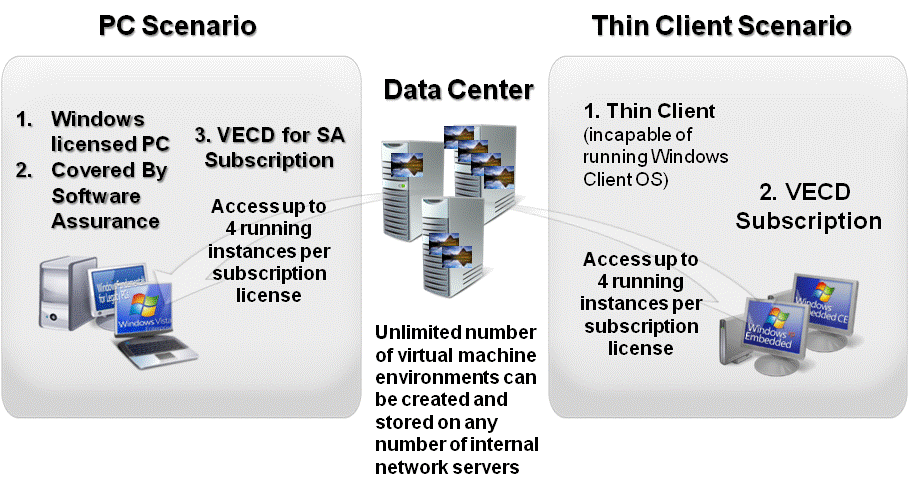 PC Scenario
1. Windows
licensed PC
2. Covered By
Software
Assurance
3. VECD for SA
Subscription
Access up to
4 running
instances per
subscription
license
Windows Vista
Data Center
Unlimited number
of virtual machine
environments can
be created and
stored on any
number of internal
network servers
Thin Client Scenario
1. Thin Client
(incapable of
running Windows
Client OS)
2. VECD
Subscription
Access up to
4 running
instances per
subscription
license
Windows
Embedded
Embedded CE